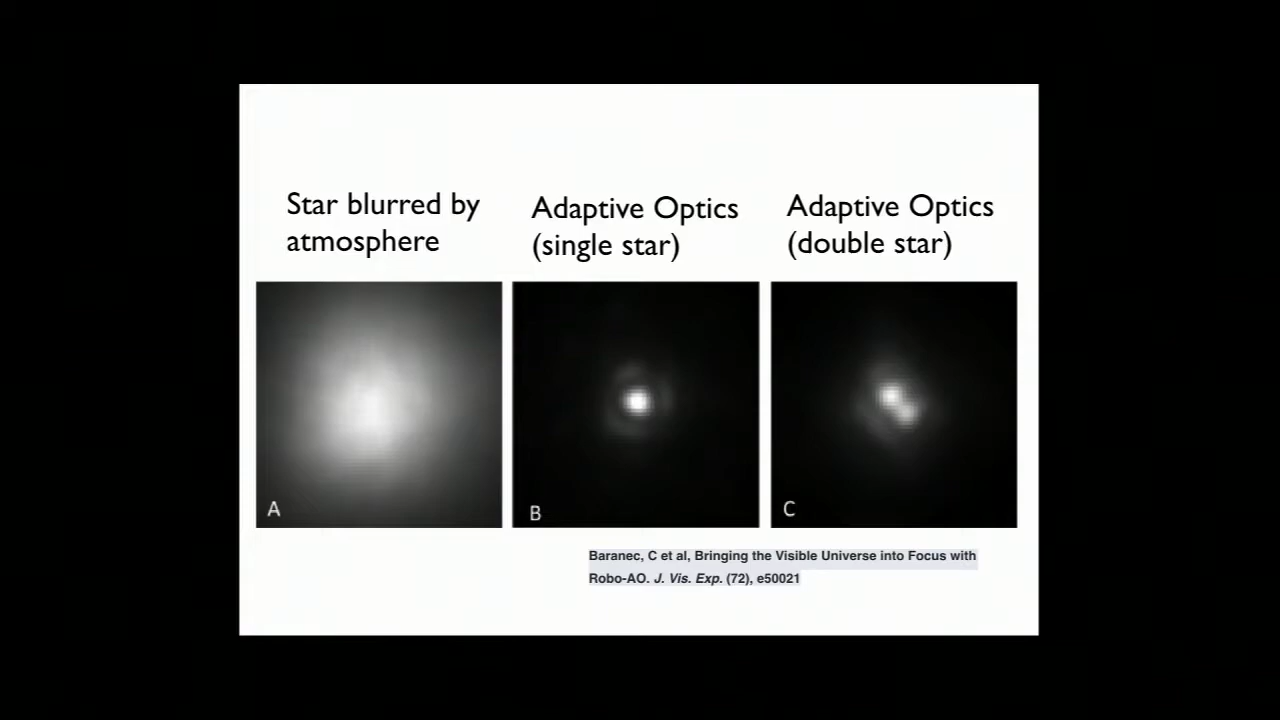 Star blurred by
atmosphere
Adaptive Optics
(single star)
Adaptive Optics
(double star)
A
B
C
Baranec, C et al, Bringing the Visible Universe into Focus with
Robo-AO. J. Vis. Exp. (72), e50021